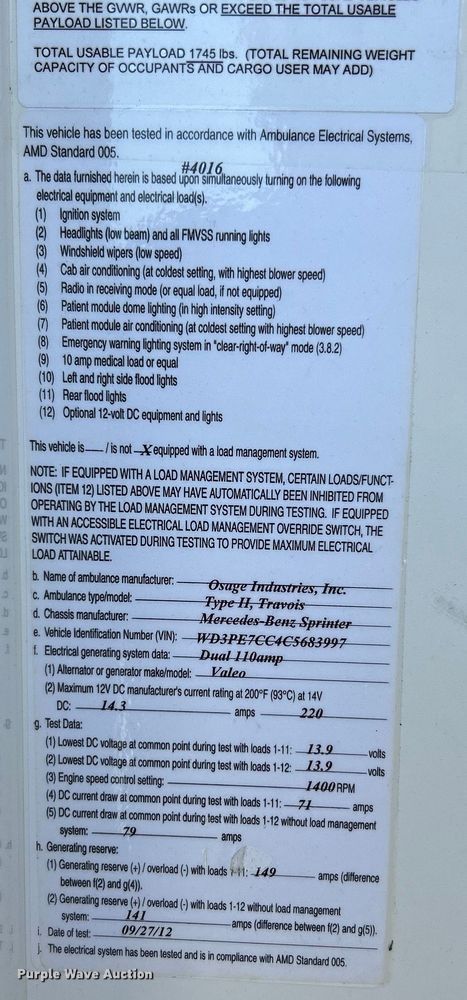 ABOVE THE GVWR, GAWRs OR EXCEED THE TOTAL USABLE
PAYLOAD LISTED BELOW.
TOTAL USABLE PAYLOAD 1745 lbs. (TOTAL REMAINING WEIGHT
CAPACITY OF OCCUPANTS AND CARGO USER MAY ADD)
This vehicle has been tested in accordance with Ambulance Electrical Systems,
AMD Standard 005.
#4016
a. The data furnished herein is based upon simultaneously turning on the following
electrical equipment and electrical load(s).
(1) Ignition system
(2) Headlights (low beam) and all FMVSS running lights
(3) Windshield wipers (low speed)
(4) Cab air conditioning (at coldest setting, with highest blower speed)
(5) Radio in receiving mode (or equal load, if not equipped)
(6) Patient module dome lighting (in high intensity setting)
(7) Patient module air conditioning (at coldest setting with highest blower speed)
(8) Emergency warning lighting system in "clear-right-of-way" mode (3.8.2)
(9) 10 amp medical load or equal
(10) Left and right side flood lights
(11) Rear flood lights
(12) Optional 12-volt DC equipment and lights
This vehicle is ___ / is not _X_ equipped with a load management system.
NOTE: IF EQUIPPED WITH A LOAD MANAGEMENT SYSTEM, CERTAIN LOADS/FUNCT-
IONS (ITEM 12) LISTED ABOVE MAY HAVE AUTOMATICALLY BEEN INHIBITED FROM
OPERATING BY THE LOAD MANAGEMENT SYSTEM DURING TESTING. IF EQUIPPED
WITH AN ACCESSIBLE ELECTRICAL LOAD MANAGEMENT OVERRIDE SWITCH, THE
SWITCH WAS ACTIVATED DURING TESTING TO PROVIDE MAXIMUM ELECTRICAL
LOAD ATTAINABLE.
b. Name of ambulance manufacturer: Osage Industries, Inc.
c. Ambulance type/model: Type II, Travois
d. Chassis manufacturer: Mercedes-Benz Sprinter
e. Vehicle Identification Number (VIN): WD3PE7CC4C5683997
f. Electrical generating system data: Dual 110amp
(1) Alternator or generator make/model: Valeo
(2) Maximum 12V DC manufacturer's current rating at 200°F (93°C) at 14V
DC: 14.3 amps 220
g. Test Data:
(1) Lowest DC voltage at common point during test with loads 1-11: 13.9 volts
(2) Lowest DC voltage at common point during test with loads 1-12: 13.9 volts
(3) Engine speed control setting: 1400 RPM
(4) DC current draw at common point during test with loads 1-11: 71 amps
(5) DC current draw at common point during test with loads 1-12 without load management
system: 79 amps
h. Generating reserve:
(1) Generating reserve (+) / overload (-) with loads 1-11: 149 amps (difference
between f(2) and g(4)).
(2) Generating reserve (+) / overload (-) with loads 1-12 without load management
system: 141 amps (difference between f(2) and g(5)).
i. Date of test: 09/27/12
j. The electrical system has been tested and is in compliance with AMD Standard 005.
Purple Wave Auction